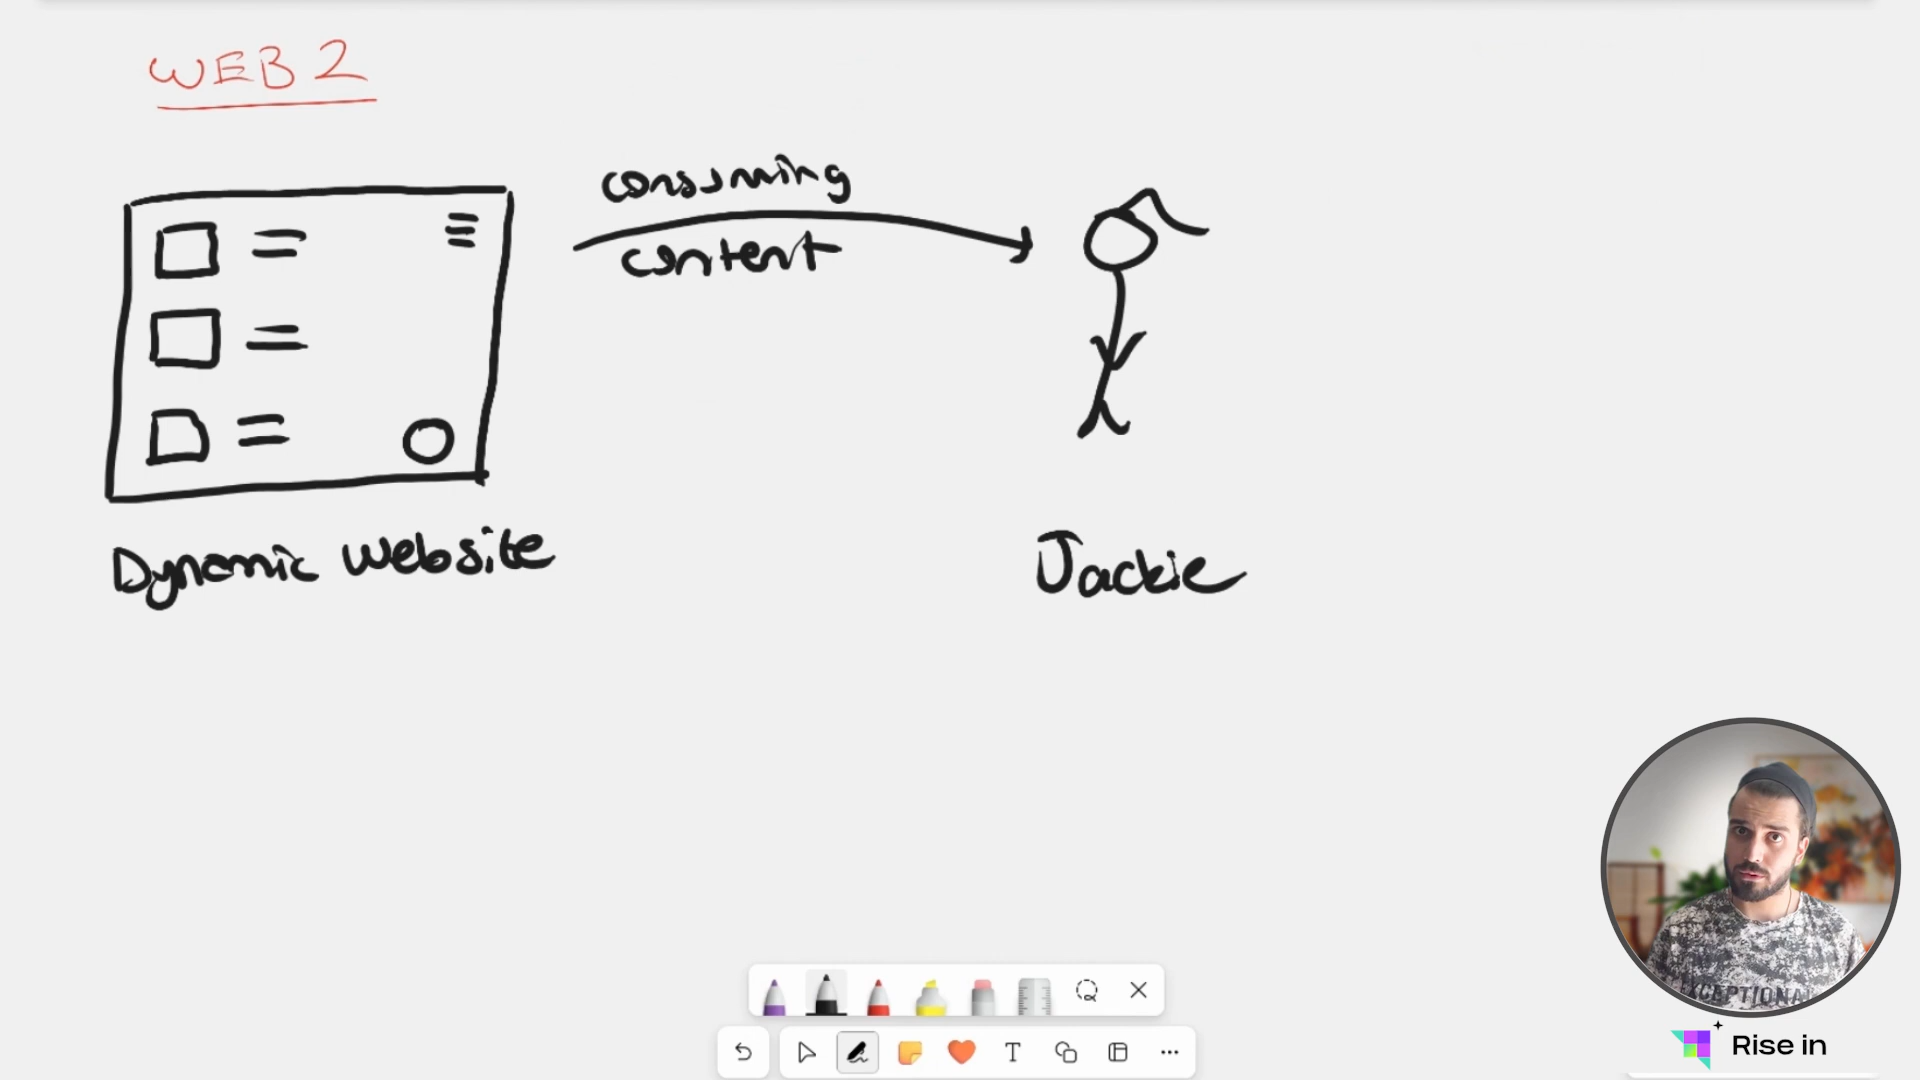 WEB 2
consuming
content
Dynamic Website
Jackie
EXCEPTIONAL
T
Rise in